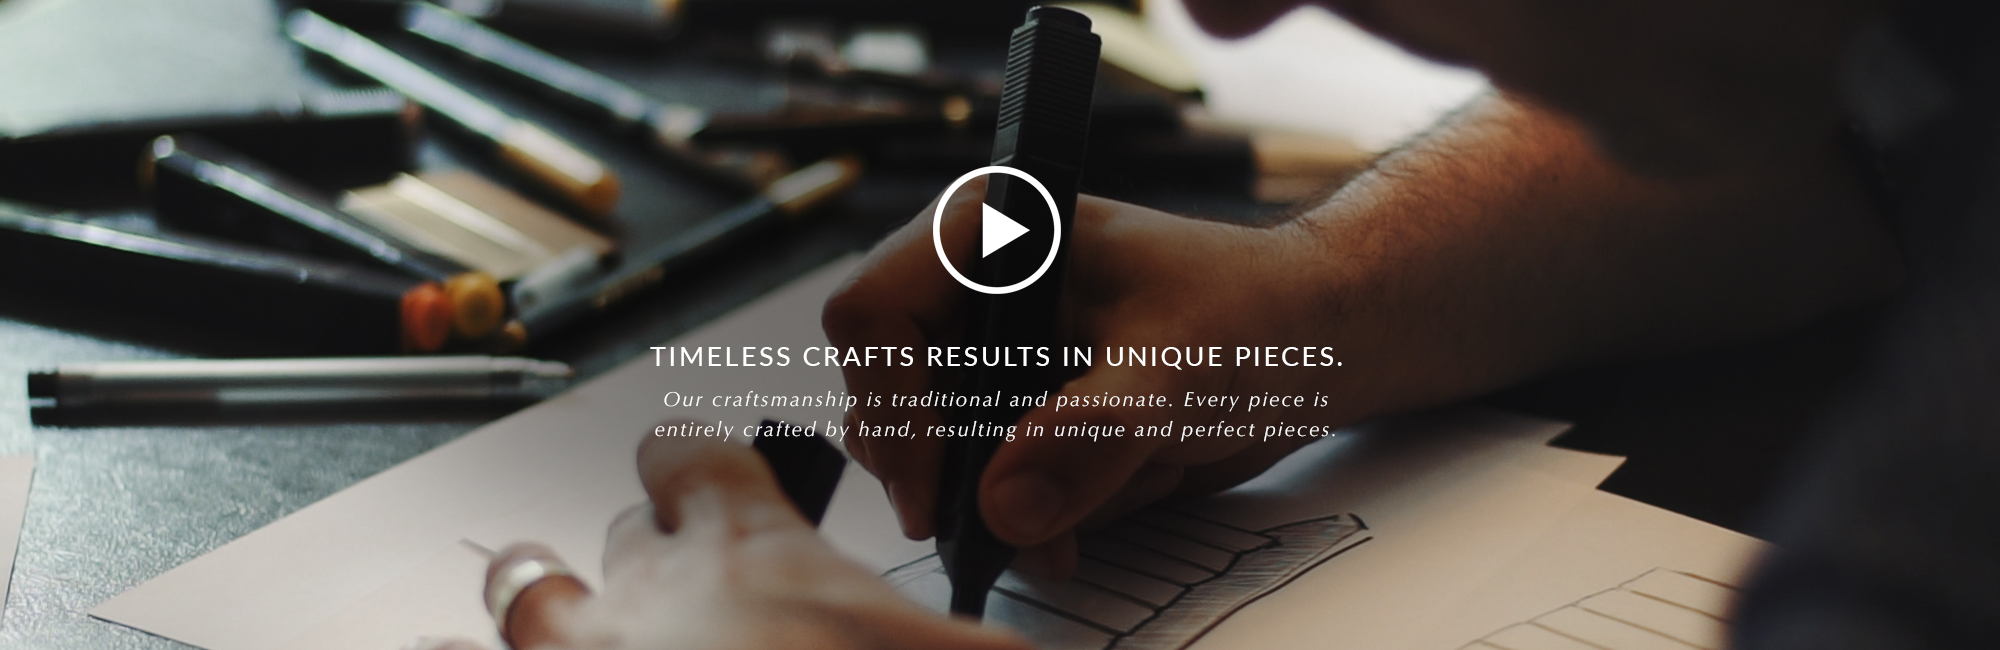 TIMELESS CRAFTS RESULTS IN UNIQUE PIECES.
Our craftsmanship is traditional and passionate. Every piece is
entirely crafted by hand, resulting in unique and perfect pieces.